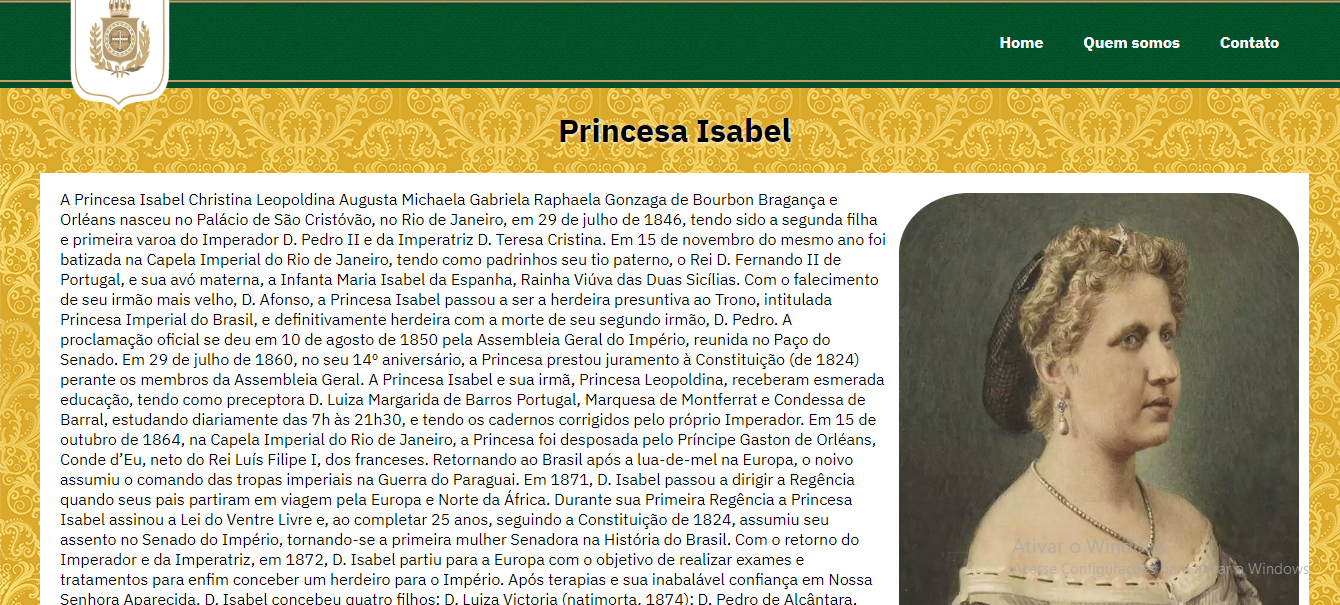 Home Quem somos Contato
Princesa Isabel
A Princesa Isabel Christina Leopoldina Augusta Michaela Gabriela Raphaela Gonzaga de Bourbon Bragança e
Orléans nasceu no Palácio de São Cristóvão, no Rio de Janeiro, em 29 de julho de 1846, tendo sido a segunda filha
e primeira varoa do Imperador D. Pedro II e da Imperatriz D. Teresa Cristina. Em 15 de novembro do mesmo ano foi
batizada na Capela Imperial do Rio de Janeiro, tendo como padrinhos seu tio paterno, o Rei D. Fernando II de
Portugal, e sua avó materna, a Infanta Maria Isabel da Espanha, Rainha Viúva das Duas Sicílias. Com o falecimento
de seu irmão mais velho, D. Afonso, a Princesa Isabel passou a ser a herdeira presuntiva ao Trono, intitulada
Princesa Imperial do Brasil, e definitivamente herdeira com a morte de seu segundo irmão, D. Pedro. A
proclamação oficial se deu em 10 de agosto de 1850 pela Assembleia Geral do Império, reunida no Paço do
Senado. Em 29 de julho de 1860, no seu 14º aniversário, a Princesa prestou juramento à Constituição (de 1824)
perante os membros da Assembleia Geral. A Princesa Isabel e sua irmã, Princesa Leopoldina, receberam esmerada
educação, tendo como preceptora D. Luiza Margarida de Barros Portugal, Marquesa de Montferrat e Condessa de
Barral, estudando diariamente das 7h às 21h30, e tendo os cadernos corrigidos pelo próprio Imperador. Em 15 de
outubro de 1864, na Capela Imperial do Rio de Janeiro, a Princesa foi desposada pelo Príncipe Gaston de Orléans,
Conde d’Eu, neto do Rei Luís Filipe I, dos franceses. Retornando ao Brasil após a lua-de-mel na Europa, o noivo
assumiu o comando das tropas imperiais na Guerra do Paraguai. Em 1871, D. Isabel passou a dirigir a Regência
quando seus pais partiram em viagem pela Europa e Norte da África. Durante sua Primeira Regência a Princesa
Isabel assinou a Lei do Ventre Livre e, ao completar 25 anos, seguindo a Constituição de 1824, assumiu seu
assento no Senado do Império, tornando-se a primeira mulher Senadora na História do Brasil. Com o retorno do
Imperador e da Imperatriz, em 1872, D. Isabel partiu para a Europa com o objetivo de realizar exames e
tratamentos para enfim conceber um herdeiro para o Império. Após terapias e sua inabalável confiança em Nossa
Senhora Aparecida, D. Isabel concebeu quatro filhos: D. Luiza Victoria (natimorta, 1874); D. Pedro de Alcântara,
Ativar o Windows
Acesse Configurações para ativar o Windows